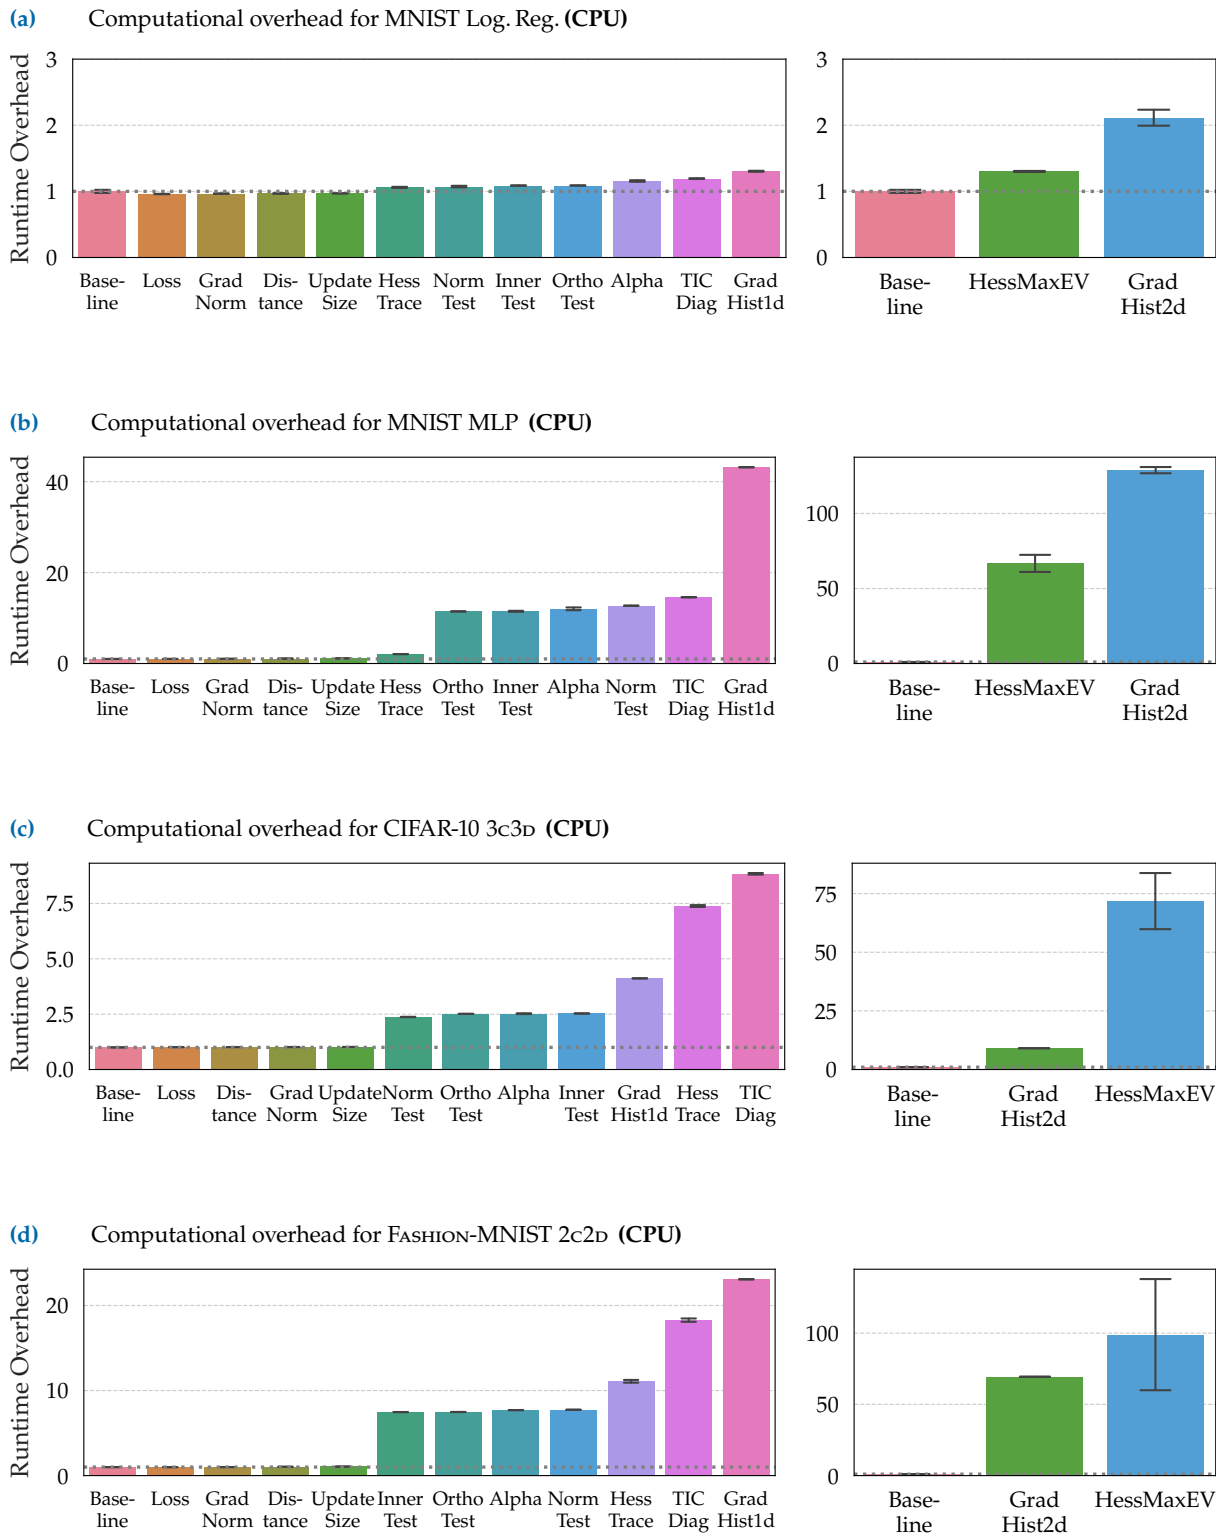 (a) Computational overhead for MNIST Log. Reg. (CPU)
Runtime Overhead
3
2
1
0
Base-
line
Loss
Grad
Norm
Dis-
tance
Update
Size
Hess
Trace
Norm
Test
Inner
Test
Ortho
Test
Alpha
TIC
Diag
Grad
Hist1d
3
2
1
0
Base-
line
HessMaxEV
Grad
Hist2d
(b) Computational overhead for MNIST MLP (CPU)
Runtime Overhead
40
20
0
Base-
line
Loss
Grad
Norm
Dis-
tance
Update
Size
Hess
Trace
Ortho
Test
Inner
Test
Alpha
Norm
Test
TIC
Diag
Grad
Hist1d
100
50
0
Base-
line
HessMaxEV
Grad
Hist2d
(c) Computational overhead for CIFAR-10 3c3d (CPU)
Runtime Overhead
7.5
5.0
2.5
0.0
Base-
line
Loss
Dis-
tance
Grad
Norm
Update
Size
Norm
Test
Ortho
Test
Alpha
Inner
Test
Grad
Hist1d
Hess
Trace
TIC
Diag
75
50
25
0
Base-
line
Grad
Hist2d
HessMaxEV
(d) Computational overhead for Fashion-MNIST 2c2d (CPU)
Runtime Overhead
20
10
0
Base-
line
Loss
Grad
Norm
Dis-
tance
Update
Size
Inner
Test
Ortho
Test
Alpha
Norm
Test
Hess
Trace
TIC
Diag
Grad
Hist1d
100
50
0
Base-
line
Grad
Hist2d
HessMaxEV